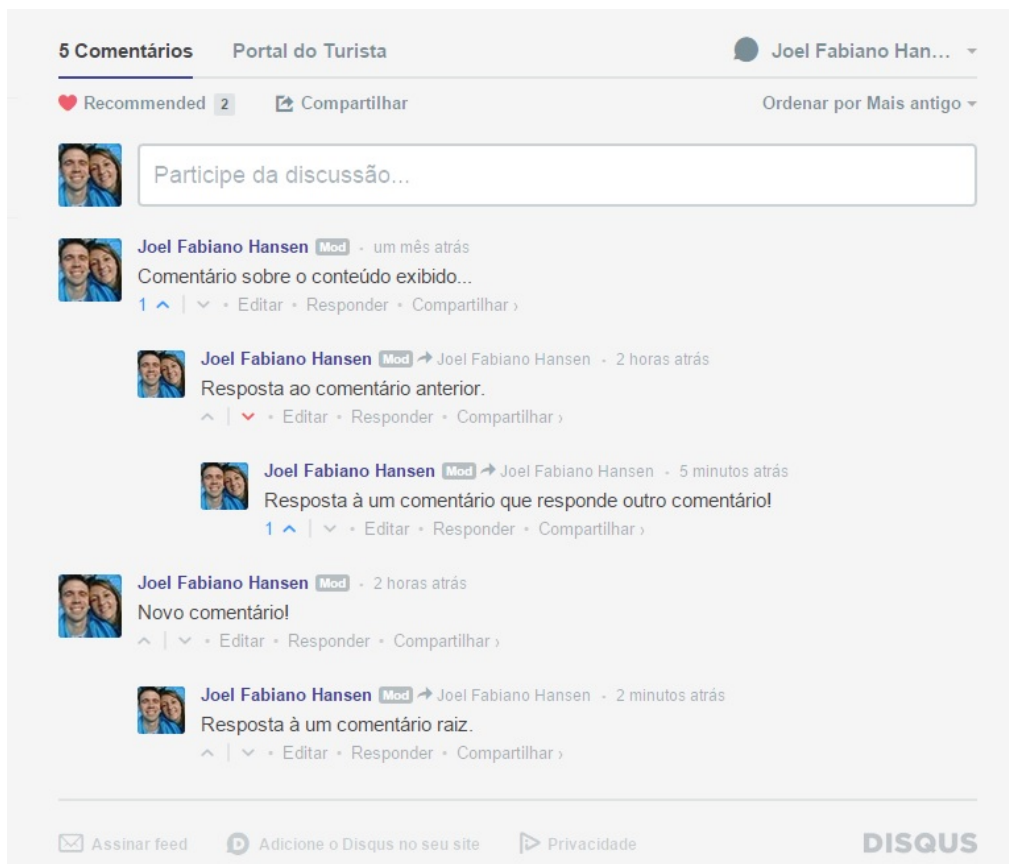 5 Comentários Portal do Turista Joel Fabiano Han...
Recommended 2 Compartilhar Ordenar por Mais antigo
Participe da discussão...
Joel Fabiano Hansen Mod • um mês atrás
Comentário sobre o conteúdo exibido...
1 | • Editar • Responder • Compartilhar ›
Joel Fabiano Hansen Mod Joel Fabiano Hansen • 2 horas atrás
Resposta ao comentário anterior.
| • Editar • Responder • Compartilhar ›
Joel Fabiano Hansen Mod Joel Fabiano Hansen • 5 minutos atrás
Resposta à um comentário que responde outro comentário!
1 | • Editar • Responder • Compartilhar ›
Joel Fabiano Hansen Mod • 2 horas atrás
Novo comentário!
| • Editar • Responder • Compartilhar ›
Joel Fabiano Hansen Mod Joel Fabiano Hansen • 2 minutos atrás
Resposta à um comentário raiz.
| • Editar • Responder • Compartilhar ›
Assinar feed D Adicione o Disqus no seu site Privacidade DISQUS